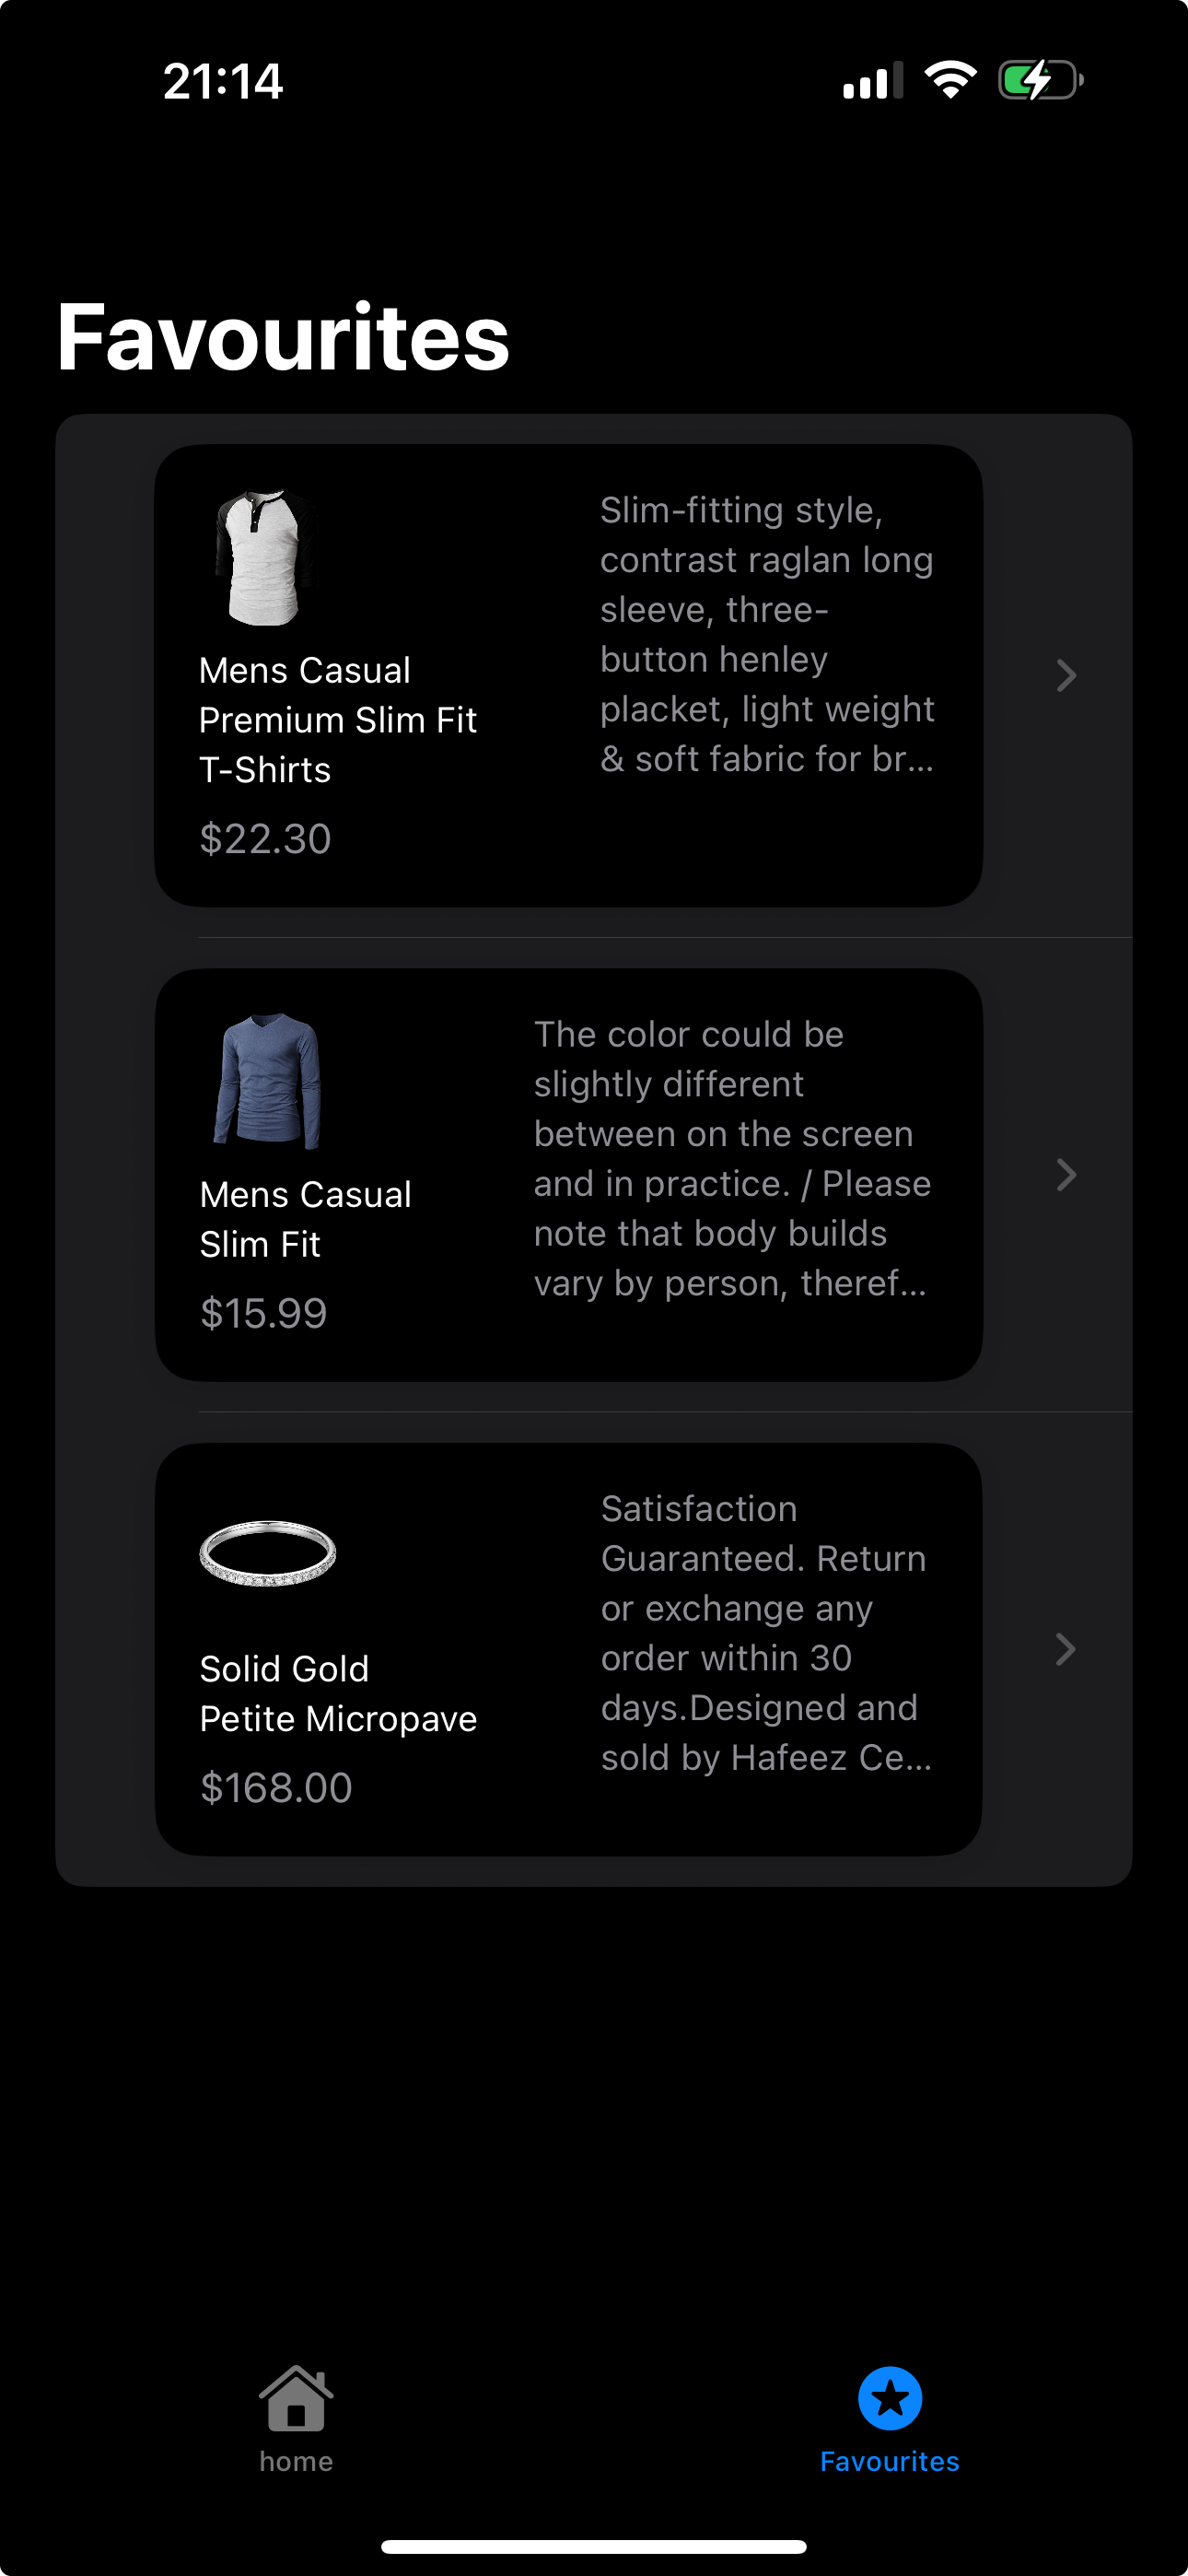 21:14
Favourites
Slim-fitting style,
contrast raglan long
sleeve, three-
button henley
placket, light weight
& soft fabric for br...
Mens Casual
Premium Slim Fit
T-Shirts
$22.30
The color could be
slightly different
between on the screen
and in practice. / Please
note that body builds
vary by person, theref...
Mens Casual
Slim Fit
$15.99
Satisfaction
Guaranteed. Return
or exchange any
order within 30
days.Designed and
sold by Hafeez Ce...
Solid Gold
Petite Micropave
$168.00
home
Favourites